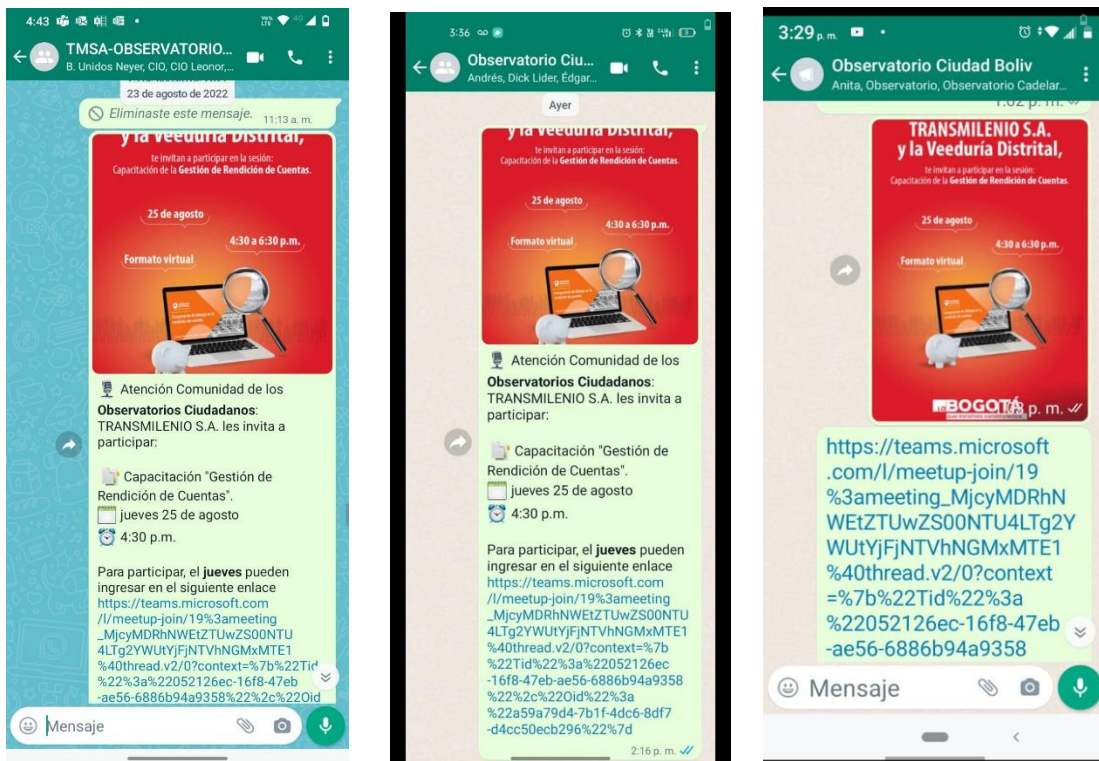 4:43
TMSA-OBSERVATORIO...
B. Unidos Neyer, CIO, CIO Leonor,...
23 de agosto de 2022
Eliminaste este mensaje. 11:13 a. m.
y la Veeduría Distrital,
te invitan a participar en la sesión:
Capacitación de la Gestión de Rendición de Cuentas.
25 de agosto
4:30 a 6:30 p.m.
Formato virtual
Atención Comunidad de los
Observatorios Ciudadanos:
TRANSMILENIO S.A. les invita a
participar:
Capacitación "Gestión de
Rendición de Cuentas".
jueves 25 de agosto
4:30 p.m.
Para participar, el jueves pueden
ingresar en el siguiente enlace
https://teams.microsoft.com
/l/meetup-join/19%3ameeting
_MjcyMDRhNWEtZTUwZS00NTU
4LTg2YWUtYjFjNTVhNGMxMTE1
%40thread.v2/0?context=%7b%22Tid
%22%3a%22052126ec-16f8-47eb
-ae56-6886b94a9358%22%2c%22Oid
Mensaje
3:36
Observatorio Ciu...
Andrés, Dick Lider, Édgar...
Ayer
y la Veeduría Distrital,
te invitan a participar en la sesión:
Capacitación de la Gestión de Rendición de Cuentas.
25 de agosto
4:30 a 6:30 p.m.
Formato virtual
Atención Comunidad de los
Observatorios Ciudadanos:
TRANSMILENIO S.A. les invita a
participar:
Capacitación "Gestión de
Rendición de Cuentas".
jueves 25 de agosto
4:30 p.m.
Para participar, el jueves pueden
ingresar en el siguiente enlace
https://teams.microsoft.com
/l/meetup-join/19%3ameeting
_MjcyMDRhNWEtZTUwZS00NTU
4LTg2YWUtYjFjNTVhNGMxMTE1
%40thread.v2/0?context=%7b
%22Tid%22%3a%22052126ec
-16f8-47eb-ae56-6886b94a9358
%22%2c%22Oid%22%3a
%22a59a79d4-7b1f-4dc6-8df7
-d4cc50ecb296%22%7d
2:16 p. m.
3:29 p. m.
Observatorio Ciudad Boliv
Anita, Observatorio, Observatorio Cadelar...
1:02 p. m.
TRANSMILENIO S.A.
y la Veeduría Distrital,
te invitan a participar en la sesión:
Capacitación de la Gestión de Rendición de Cuentas.
25 de agosto
4:30 a 6:30 p.m.
Formato virtual
BOGOTÁ
1:03 p. m.
https://teams.microsoft
.com/l/meetup-join/19
%3ameeting_MjcyMDRhN
WEtZTUwZS00NTU4LTg2Y
WUtYjFjNTVhNGMxMTE1
%40thread.v2/0?context
=%7b%22Tid%22%3a
%22052126ec-16f8-47eb
-ae56-6886b94a9358
Mensaje